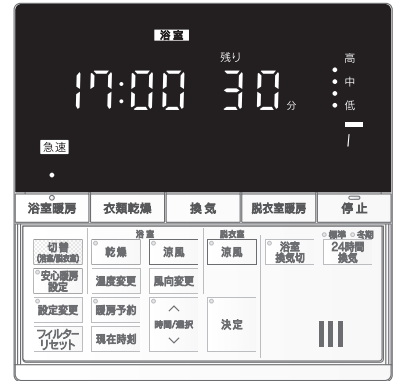 浴室
残り
高
17:00 30分
中
低
急速
浴室暖房 衣類乾燥 換気 脱衣室暖房 停止
浴室 脱衣室 標準 冬期
切替 乾燥 涼風 涼風 浴室 24時間
(浴室/脱衣室) 換気切 換気
安心暖房 温度変更 風向変更
設定
設定変更 暖房予約 時間/選択 決定
フィルター 現在時刻
リセット